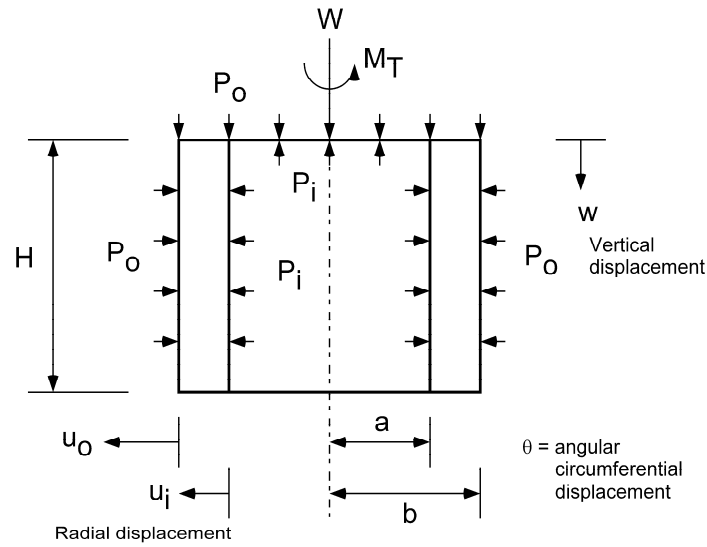 W
M_T
P_o
P_i
w
Vertical
displacement
H
P_o
P_i
P_o
u_o
a
u_i
b
θ = angular
circumferential
displacement
Radial displacement